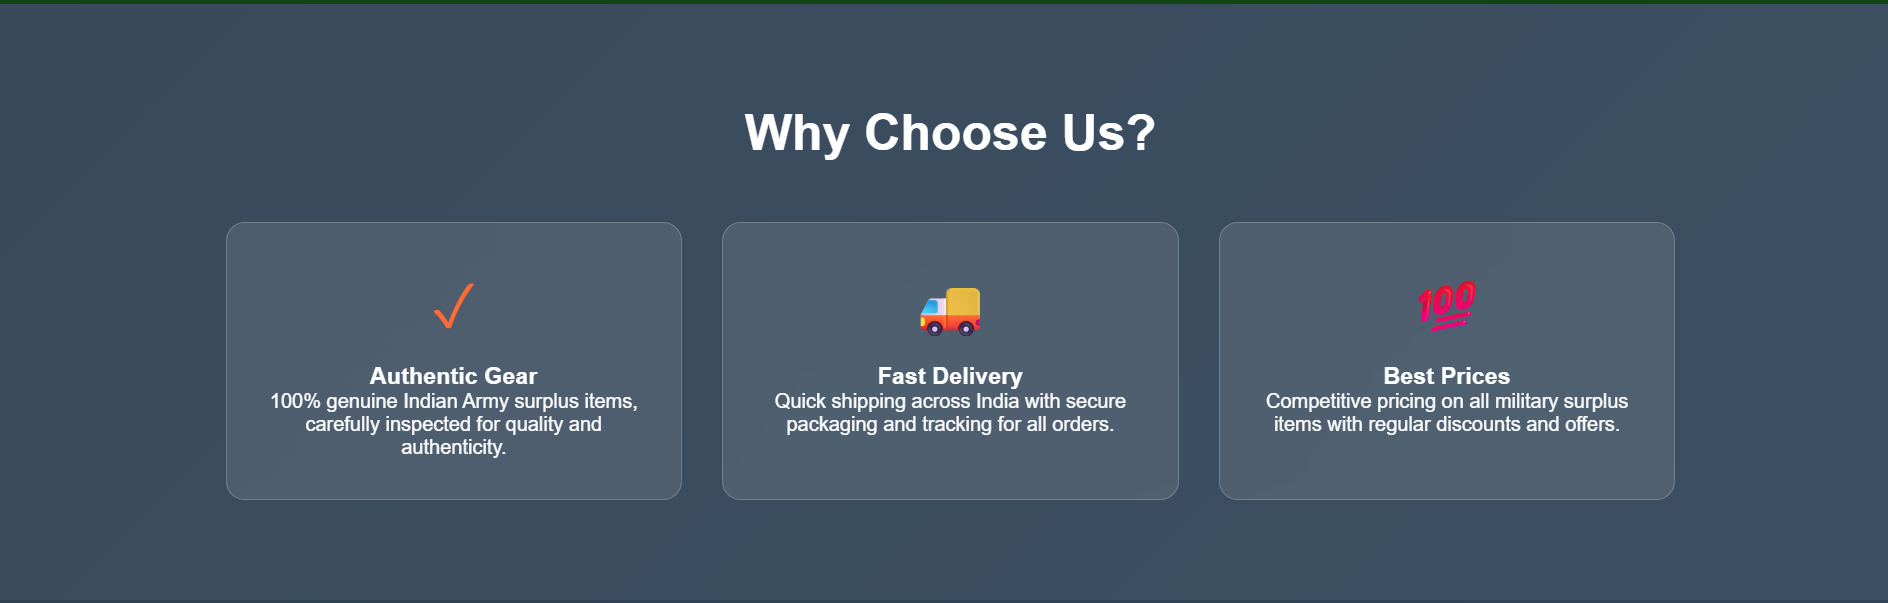 Why Choose Us?
✓
100
Authentic Gear
100% genuine Indian Army surplus items,
carefully inspected for quality and
authenticity.
Fast Delivery
Quick shipping across India with secure
packaging and tracking for all orders.
Best Prices
Competitive pricing on all military surplus
items with regular discounts and offers.